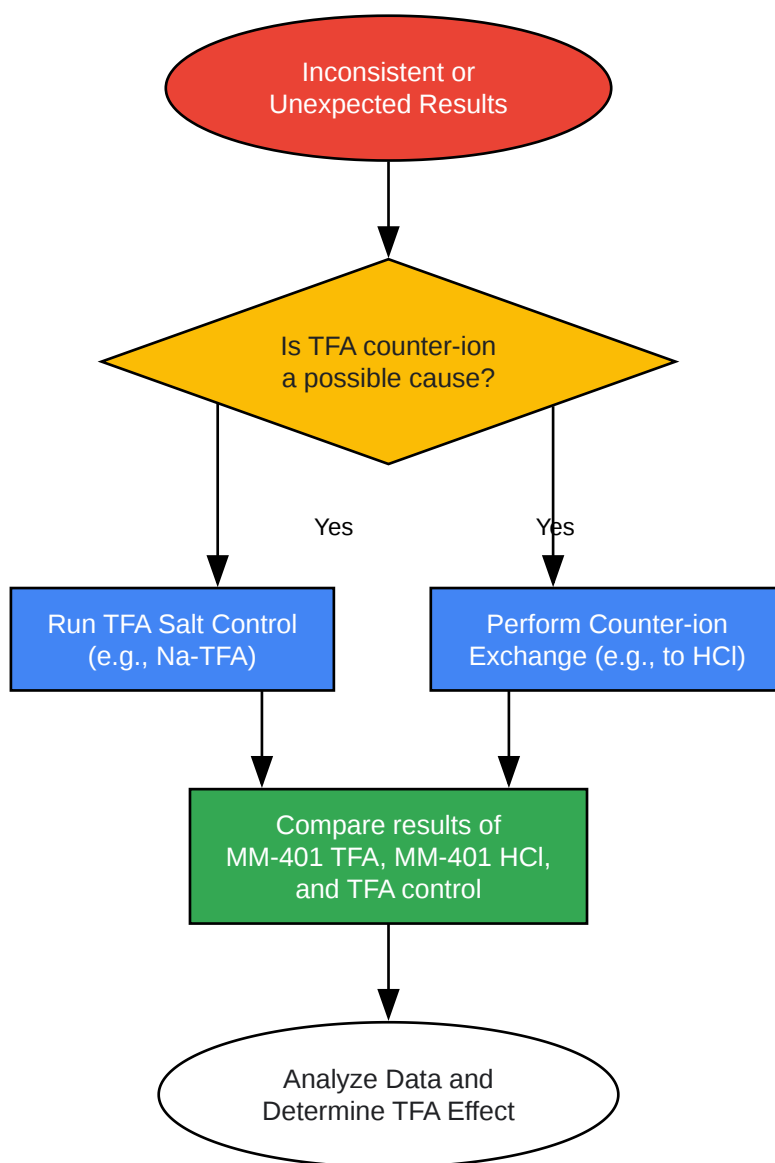 Inconsistent or
Unexpected Results
Is TFA counter-ion
a possible cause?
Yes
Yes
Run TFA Salt Control
(e.g., Na-TFA)
Perform Counter-ion
Exchange (e.g., to HCl)
Compare results of
MM-401 TFA, MM-401 HCl,
and TFA control
Analyze Data and
Determine TFA Effect